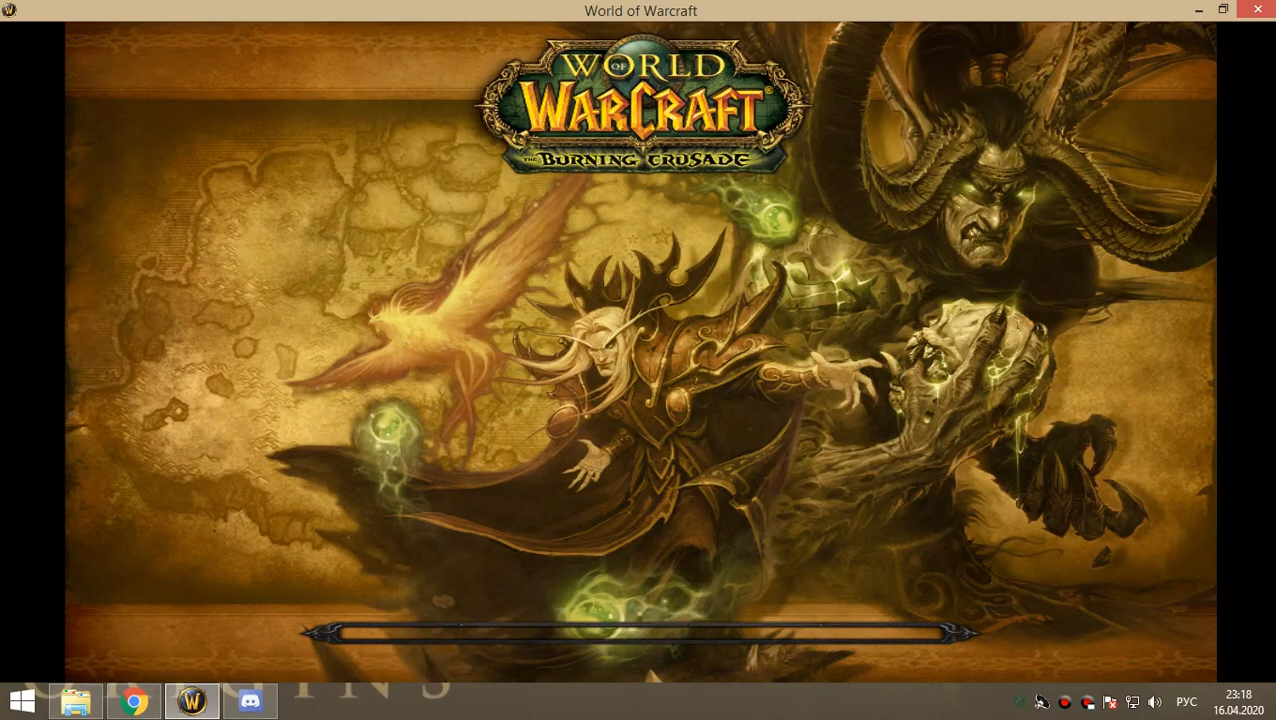 World of Warcraft
WORLD
OF
WARCRAFT®
THE BURNING CRUSADE
РУС
23:18
16.04.2020